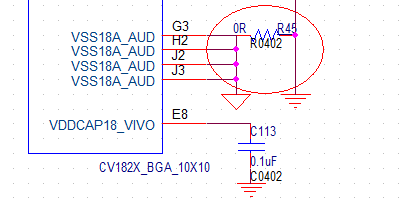 G3
VSS18A_AUD
0R
R45
H2
VSS18A_AUD
R0402
J2
VSS18A_AUD
J3
VSS18A_AUD
E8
VDDCAP18_VIVO
C113
0.1uF
CV182X_BGA_10X10
C0402